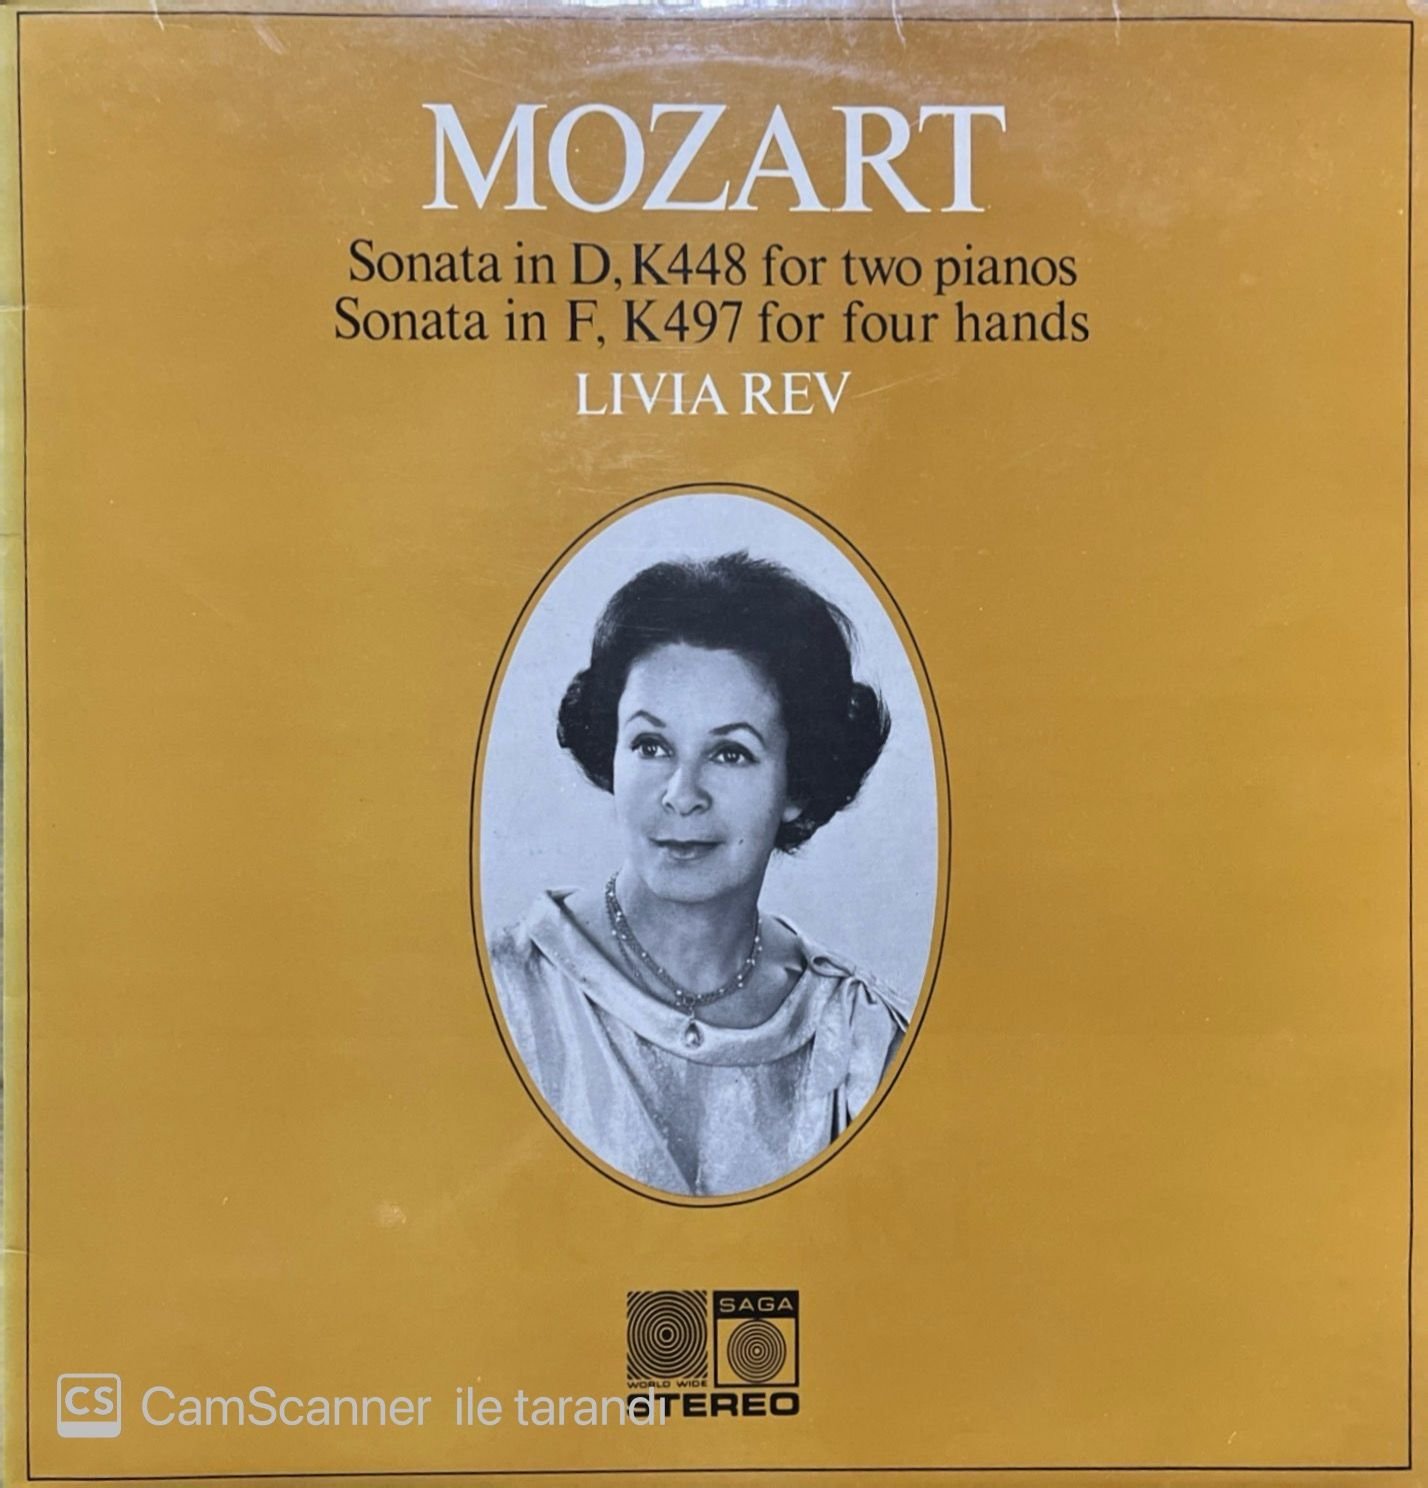 MOZART
Sonata in D, K448 for two pianos
Sonata in F, K497 for four hands
LIVIA REV
SAGA
WORLD WIDE
STEREO
CS CamScanner ile tarandı